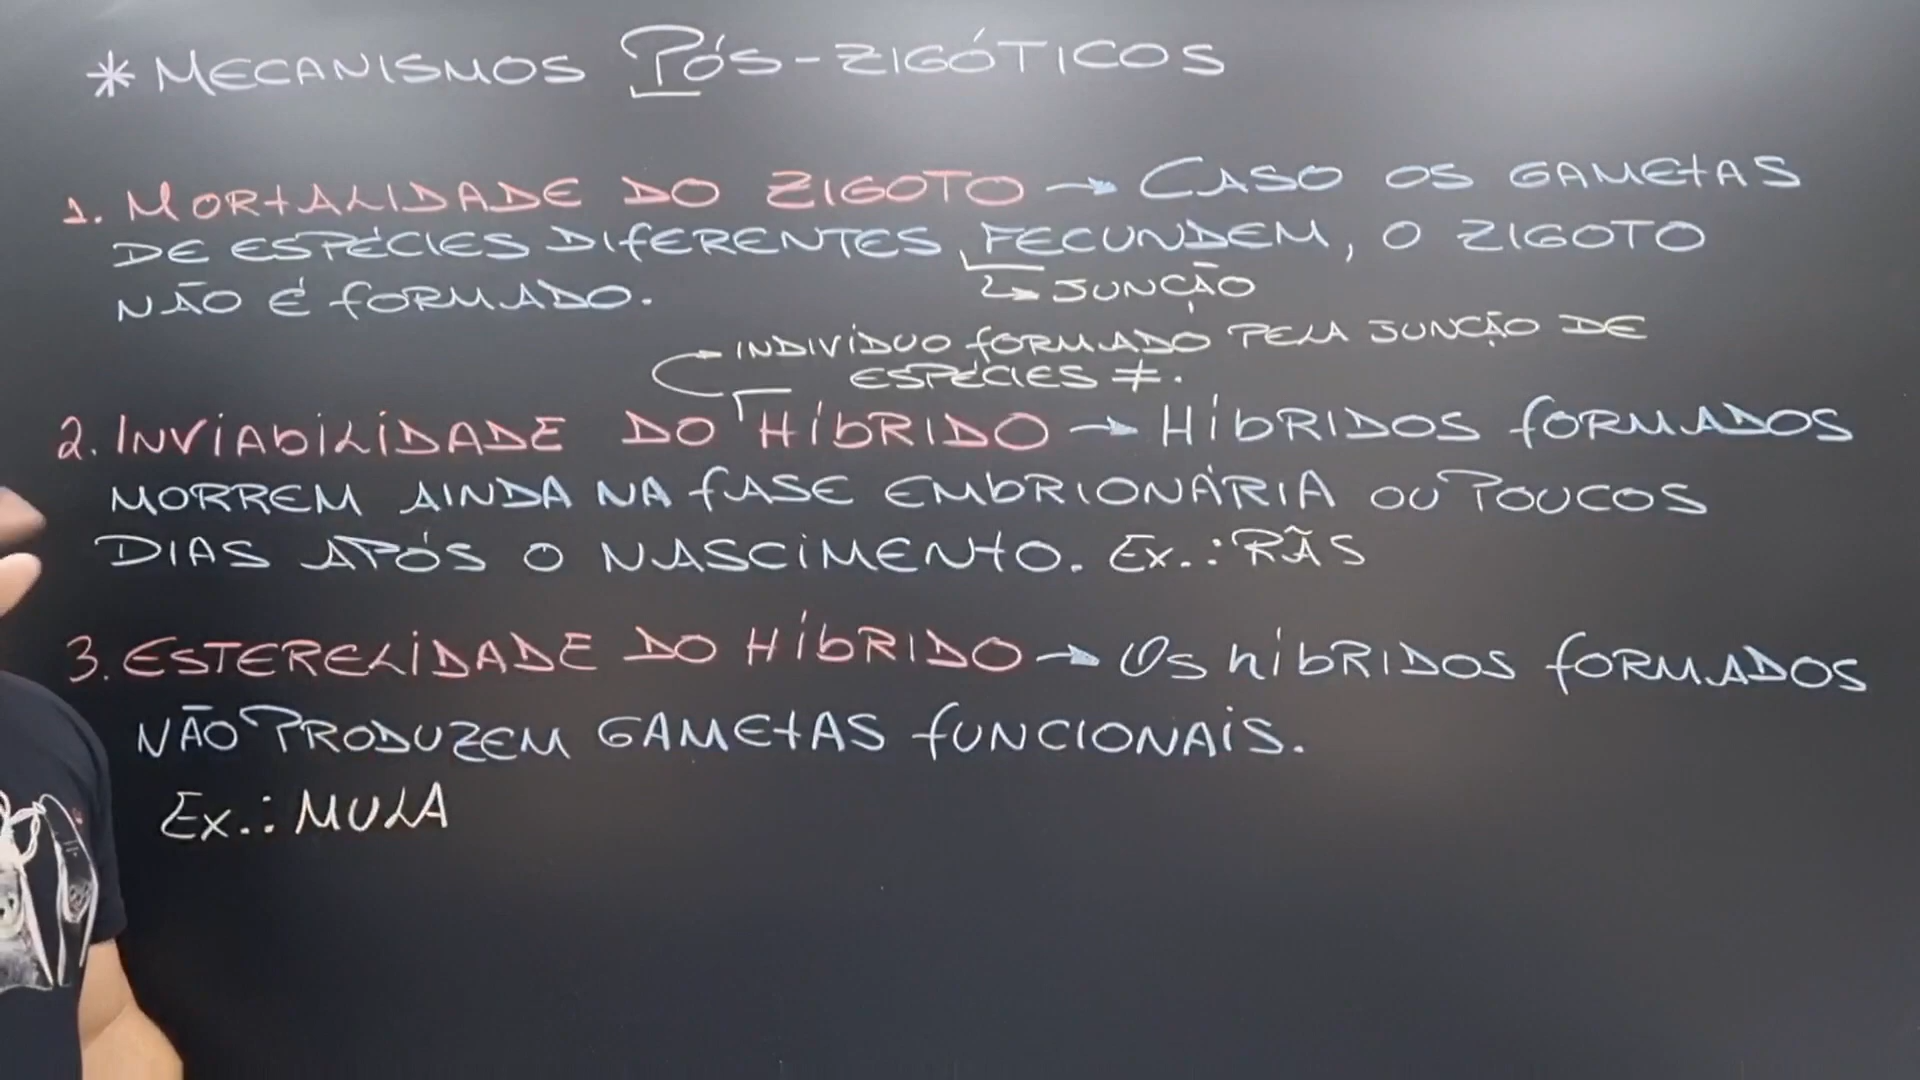 * MECANISMOS PÓS-ZIGÓTICOS
1. MORTALIDADE DO ZIGOTO → CASO OS GAMETAS
DE ESPÉCIES DIFERENTES FECUNDEM, O ZIGOTO
NÃO É FORMADO.
↳ JUNÇÃO
INDIVÍDUO FORMADO PELA JUNÇÃO DE
ESPÉCIES ≠.
2. INVIABILIDADE DO HÍBRIDO → HÍBRIDOS FORMADOS
MORREM AINDA NA FASE EMBRIONÁRIA OU POUCOS
DIAS APÓS O NASCIMENTO. EX.: RÃS
3. ESTERELIDADE DO HÍBRIDO → OS HÍBRIDOS FORMADOS
NÃO PRODUZEM GAMETAS FUNCIONAIS.
EX.: MULA